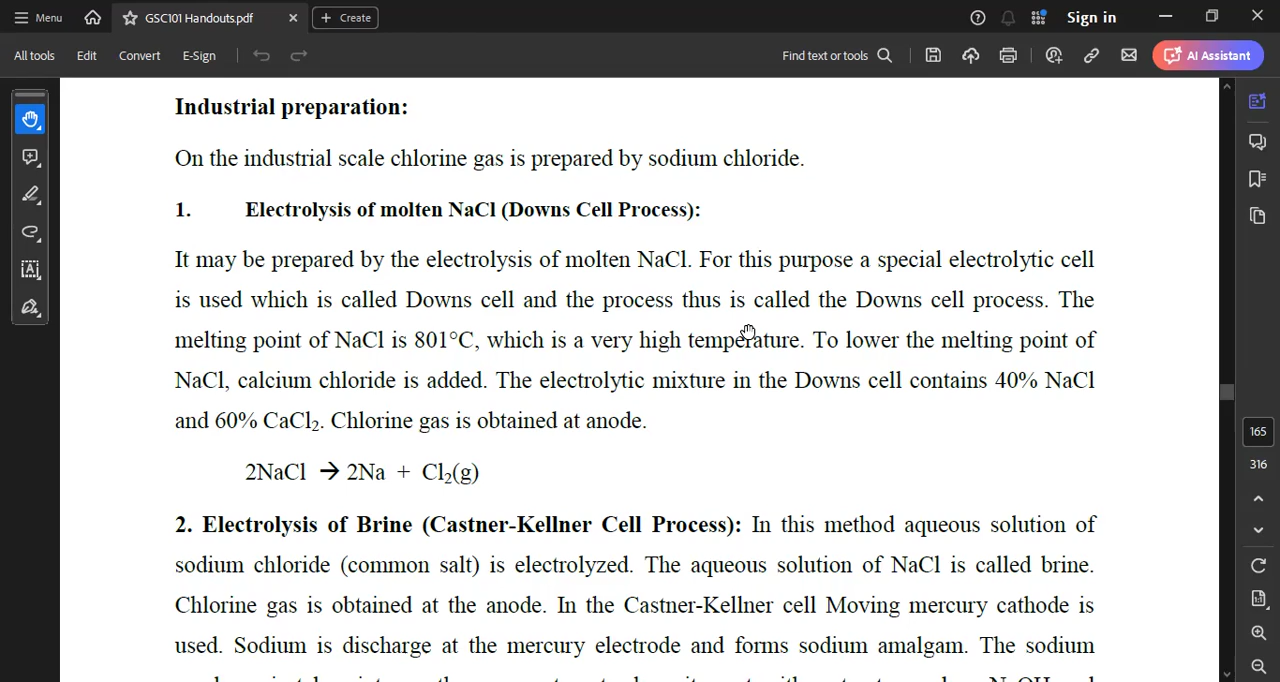 Menu
GSC101 Handouts.pdf
Create
Sign in
All tools
Edit
Convert
E-Sign
Find text or tools
AI Assistant
Industrial preparation:
On the industrial scale chlorine gas is prepared by sodium chloride.
1. Electrolysis of molten NaCl (Downs Cell Process):
It may be prepared by the electrolysis of molten NaCl. For this purpose a special electrolytic cell
is used which is called Downs cell and the process thus is called the Downs cell process. The
melting point of NaCl is 801°C, which is a very high temperature. To lower the melting point of
NaCl, calcium chloride is added. The electrolytic mixture in the Downs cell contains 40% NaCl
and 60% CaCl₂. Chlorine gas is obtained at anode.
2NaCl → 2Na + Cl₂(g)
2. Electrolysis of Brine (Castner-Kellner Cell Process): In this method aqueous solution of
sodium chloride (common salt) is electrolyzed. The aqueous solution of NaCl is called brine.
Chlorine gas is obtained at the anode. In the Castner-Kellner cell Moving mercury cathode is
used. Sodium is discharge at the mercury electrode and forms sodium amalgam. The sodium
165
316